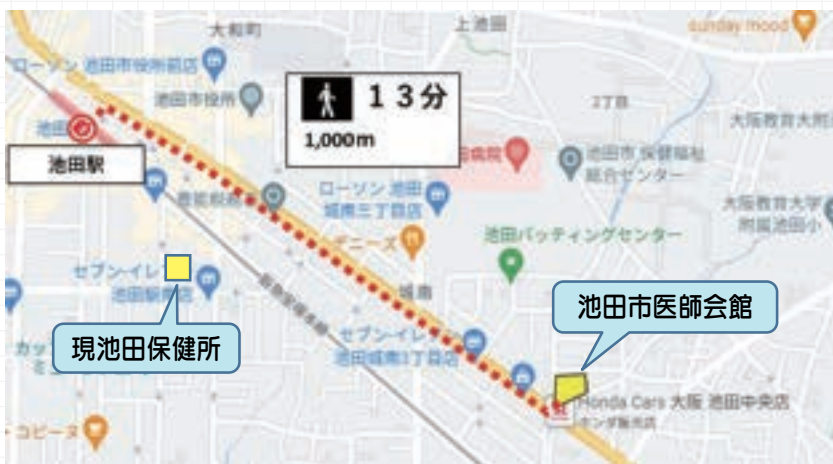 大和町
上池田
sunday mood
ローソン 池田市役所前店
池田市役所
13分
1,000m
2丁目
大阪教育大附
池田
池田駅
田病院
池田市 保健福祉
総合センター
ローソン 池田
城南三丁目店
大阪教育大学
附属池田小
デニーズ
池田バッティングセンター
セブン-イレ
城南
現池田保健所
池田市医師会館
セブン-イレ
池田城南3丁目店
Honda Cars 大阪 池田中央店
ホンダ販売店
コピーヌ